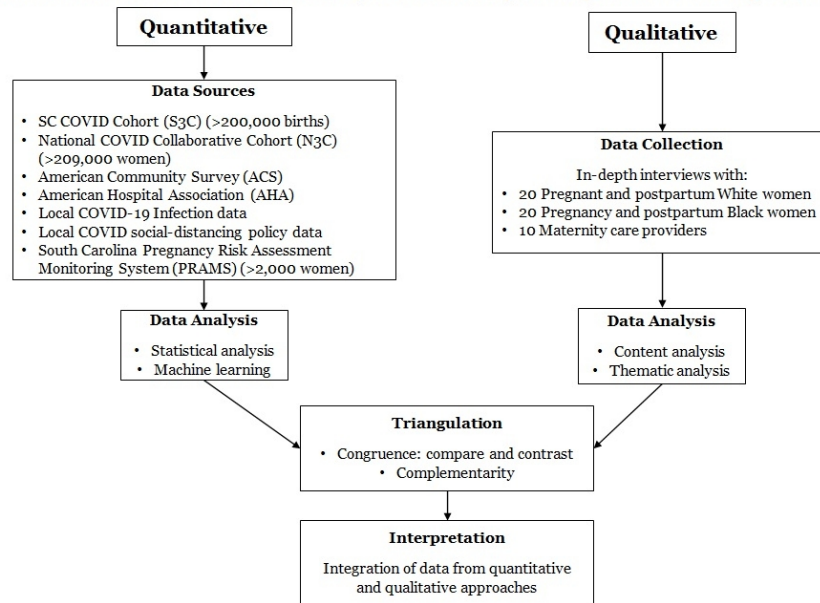 Quantitative
Data Sources
• SC COVID Cohort (S3C) (>200,000 births)
• National COVID Collaborative Cohort (N3C)
(>209,000 women)
• American Community Survey (ACS)
• American Hospital Association (AHA)
• Local COVID-19 Infection data
• Local COVID social-distancing policy data
• South Carolina Pregnancy Risk Assessment
Monitoring System (PRAMS) (>2,000 women)
Data Analysis
• Statistical analysis
• Machine learning
Qualitative
Data Collection
In-depth interviews with:
• 20 Pregnant and postpartum White women
• 20 Pregnancy and postpartum Black women
• 10 Maternity care providers
Data Analysis
• Content analysis
• Thematic analysis
Triangulation
• Congruence: compare and contrast
• Complementarity
Interpretation
Integration of data from quantitative
and qualitative approaches